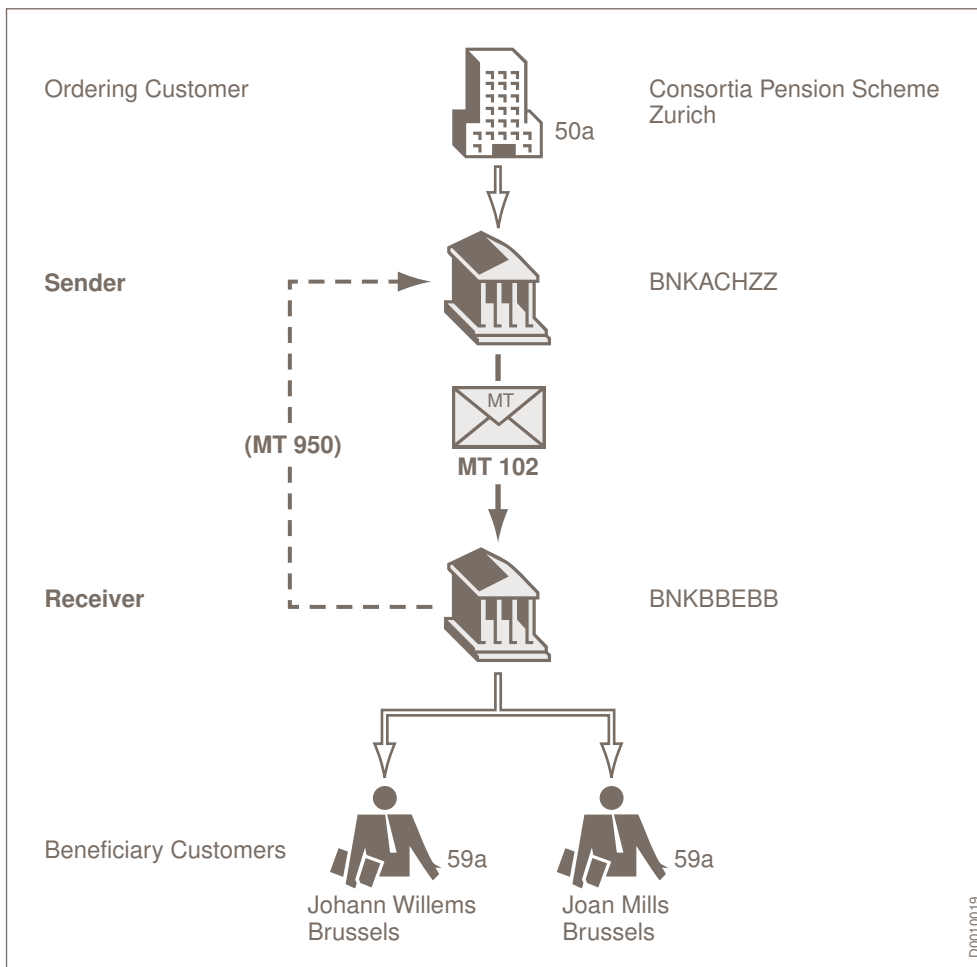 Ordering Customer
50a
Consortia Pension Scheme
Zurich
Sender
BNKACHZZ
MT
(MT 950)
MT 102
Receiver
BNKBBEBB
Beneficiary Customers
59a
59a
Johann Willems
Brussels
Joan Mills
Brussels
D0010019